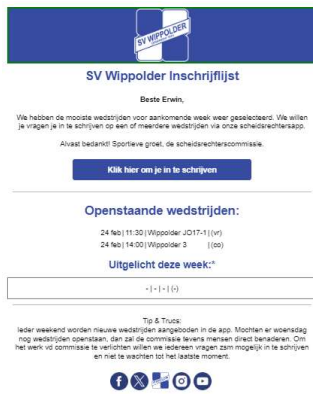 SV WIPPOLDER
SV Wippolder Inschrijflijst
Beste Erwin,
We hebben de mooiste wedstrijden voor aankomende week weer geselecteerd. We willen
je vragen je in te schrijven op een of meerdere wedstrijden via onze scheidsrechtersapp.
Alvast bedankt! Sportieve groet, de scheidsrechterscommissie.
Klik hier om je in te schrijven
Openstaande wedstrijden:
24 feb | 11:30 | Wippolder JO17-1 | (vr)
24 feb | 14:00 | Wippolder 3 | (co)
Uitgelicht deze week:*
- | - | - | (-)
Tip & Trucs:
Ieder weekend worden nieuwe wedstrijden aangeboden in de app. Mochten er woensdag
nog wedstrijden openstaan, dan zal de commissie tevens mensen direct benaderen. Om
het werk vd commissie te verlichten willen we iedereen vragen zsm mogelijk in te schrijven
en niet te wachten tot het laatste moment.